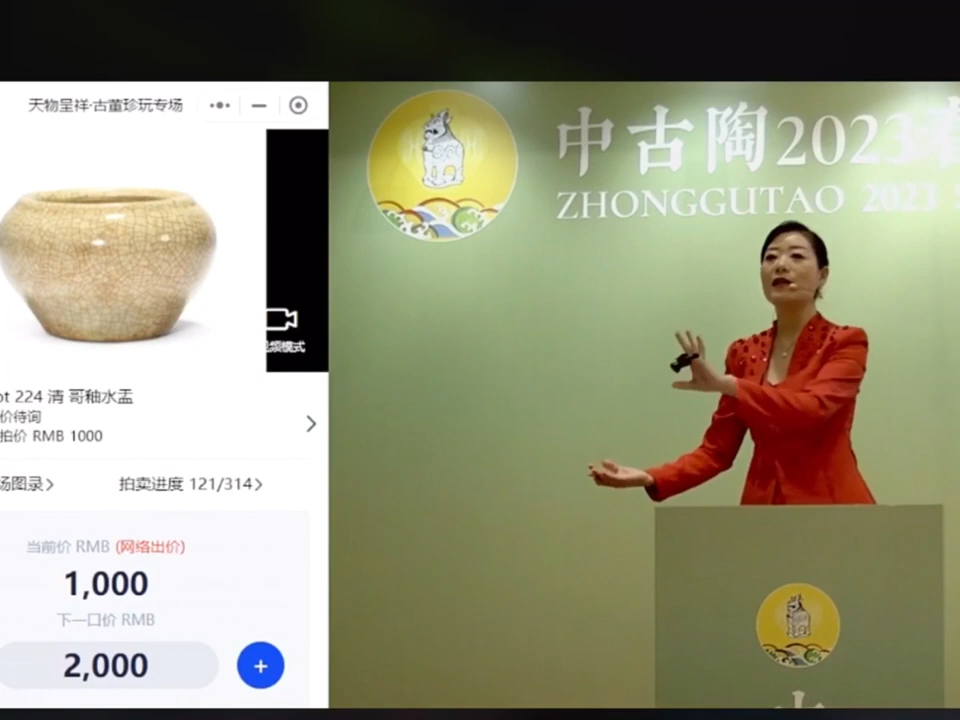 天物呈祥·古董珍玩专场
视频模式
ot 224 清 哥釉水盂
价待询
拍价 RMB 1000
场图录>
拍卖进度 121/314>
当前价 RMB (网络出价)
1,000
下一口价 RMB
2,000
中古陶2023春
ZHONGGUTAO 2023 S
中